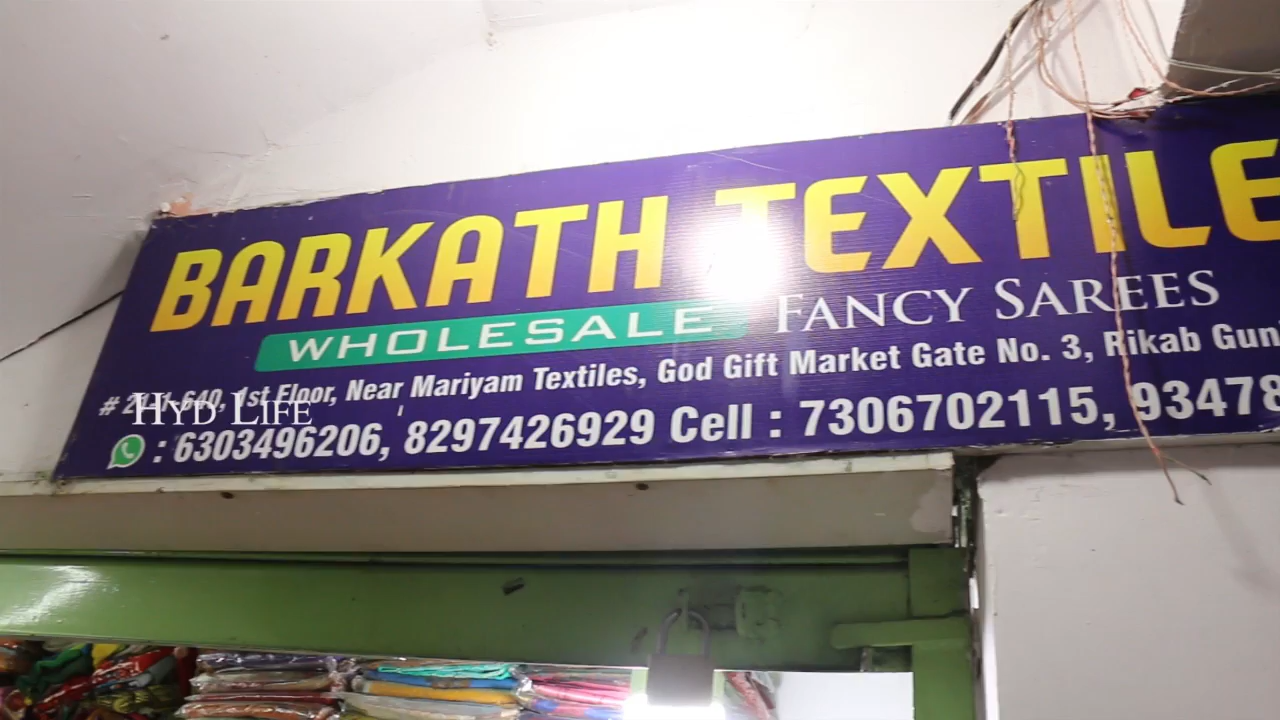 BARKATH TEXTILE
WHOLESALE FANCY SAREES
1st Floor, Near Mariyam Textiles, God Gift Market Gate No. 3, Rikab Gun
HYD LIFE
: 6303496206, 8297426929 Cell : 7306702115, 93478